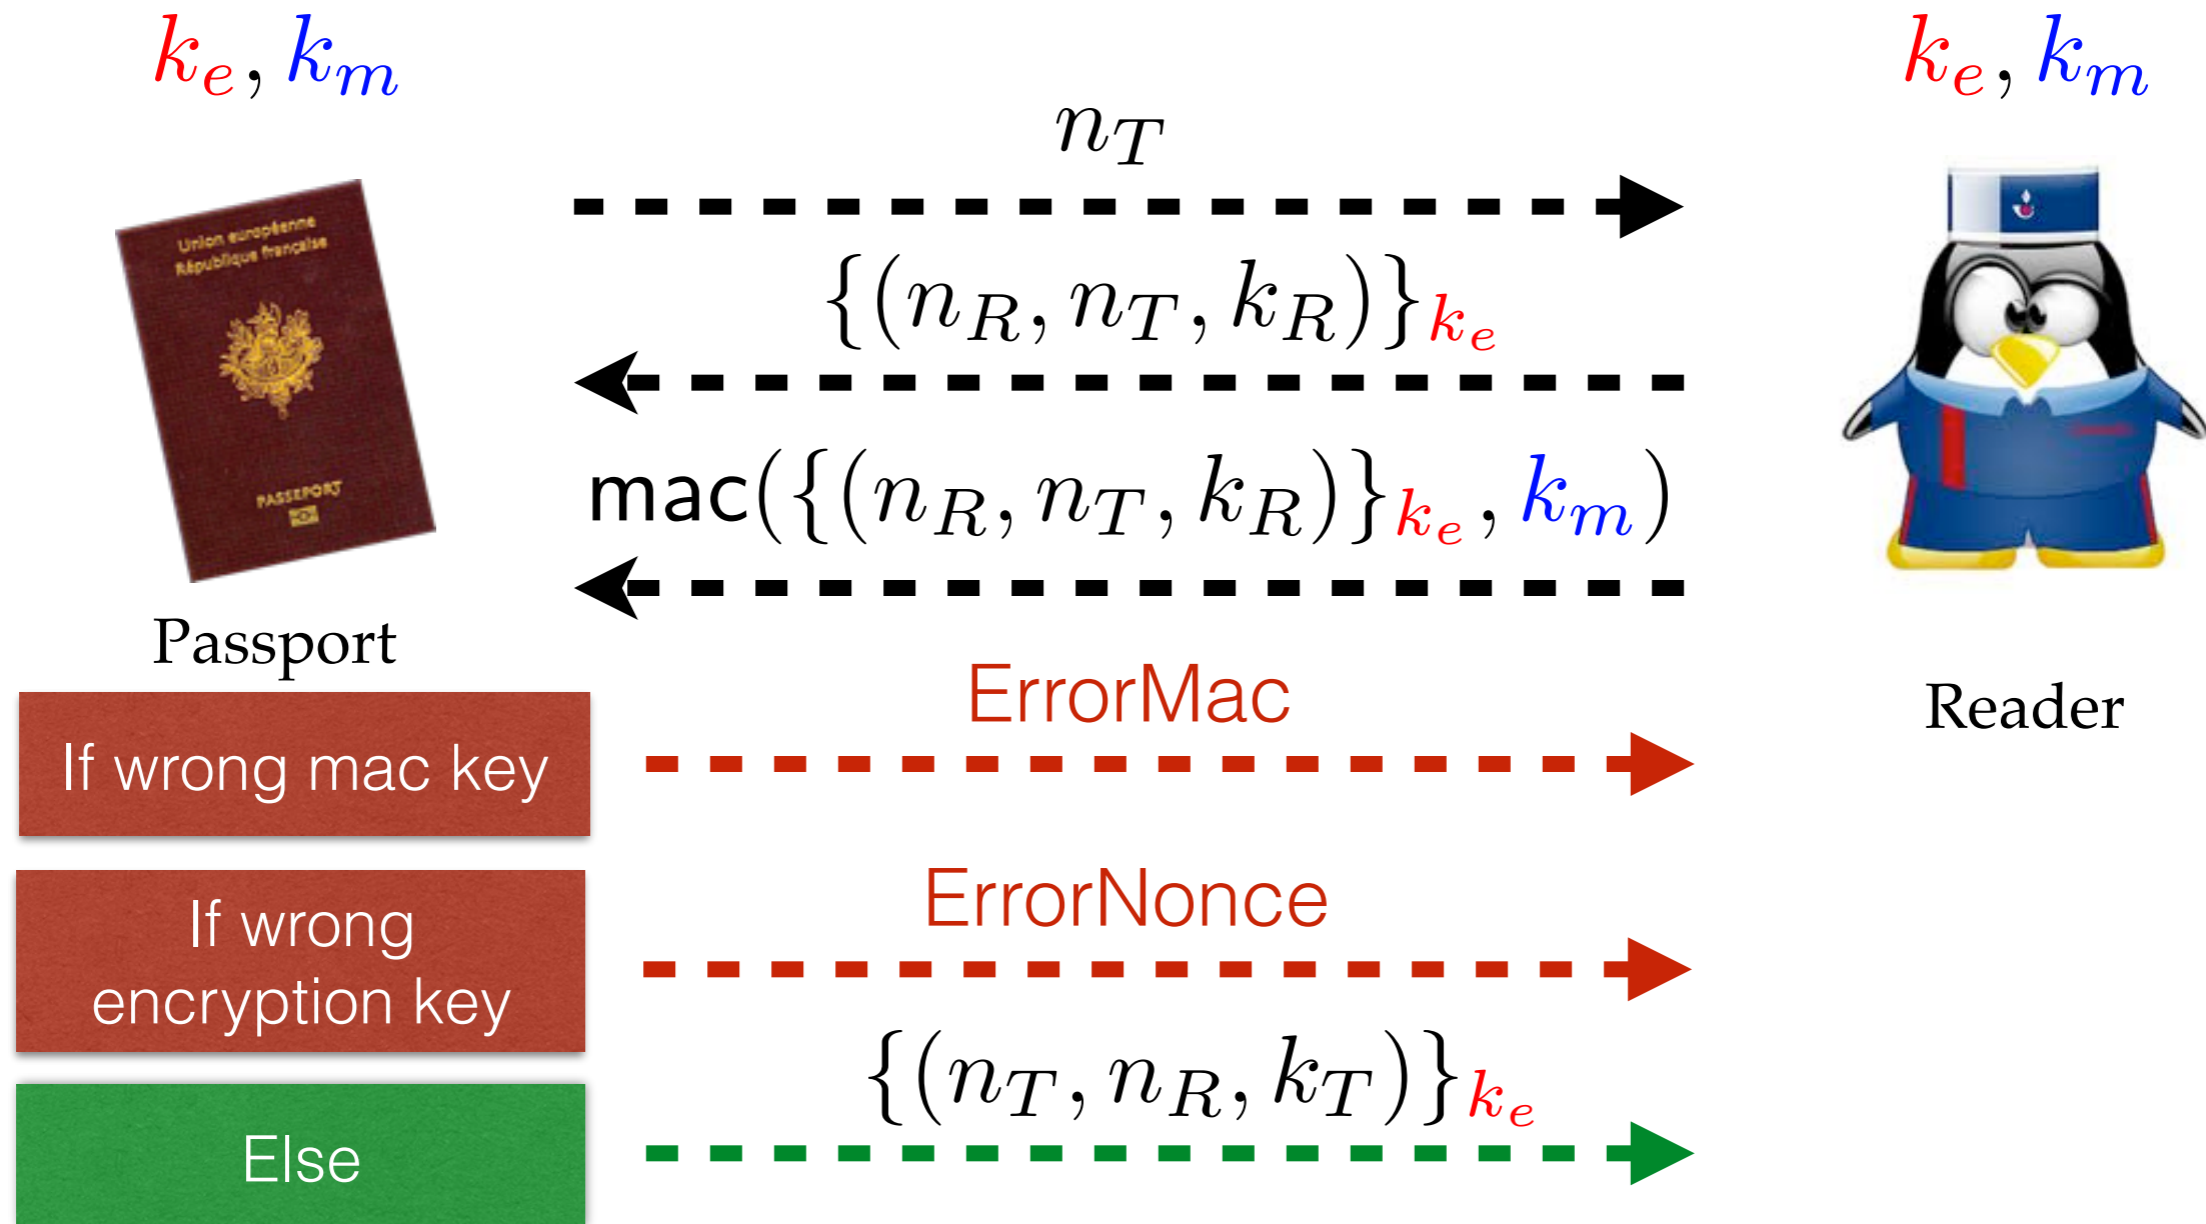 k_e, k_m
k_e, k_m
n_T
{(n_R, n_T, k_R)}_{k_e}
mac({(n_R, n_T, k_R)}_{k_e}, k_m)
Union européenne
République française
PASSEPORT
Passport
Reader
ErrorMac
If wrong mac key
ErrorNonce
If wrong
encryption key
{(n_T, n_R, k_T)}_{k_e}
Else